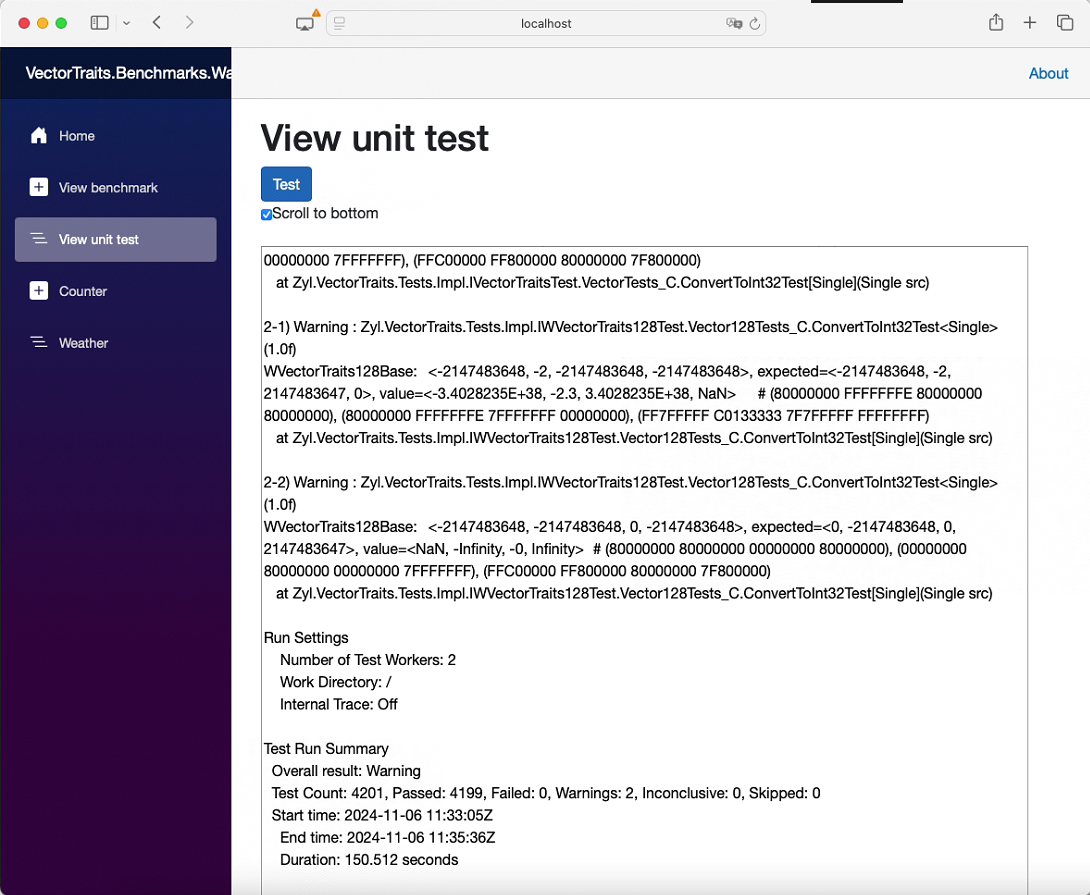 localhost
VectorTraits.Benchmarks.Wa
About
Home
View benchmark
View unit test
Counter
Weather
View unit test
Test
Scroll to bottom
00000000 7FFFFFFF), (FFC00000 FF800000 80000000 7F800000)
at Zyl.VectorTraits.Tests.Impl.IVectorTraitsTest.VectorTests_C.ConvertToInt32Test[Single](Single src)
2-1) Warning : Zyl.VectorTraits.Tests.Impl.IWVectorTraits128Test.Vector128Tests_C.ConvertToInt32Test<Single>
(1.0f)
WVectorTraits128Base: <-2147483648, -2, -2147483648, -2147483648>, expected=<-2147483648, -2,
2147483647, 0>, value=<-3.4028235E+38, -2.3, 3.4028235E+38, NaN> # (80000000 FFFFFFFE 80000000
80000000), (80000000 FFFFFFFE 7FFFFFFF 00000000), (FF7FFFFF C0133333 7F7FFFFF FFFFFFFF)
at Zyl.VectorTraits.Tests.Impl.IWVectorTraits128Test.Vector128Tests_C.ConvertToInt32Test[Single](Single src)
2-2) Warning : Zyl.VectorTraits.Tests.Impl.IWVectorTraits128Test.Vector128Tests_C.ConvertToInt32Test<Single>
(1.0f)
WVectorTraits128Base: <-2147483648, -2147483648, 0, -2147483648>, expected=<0, -2147483648, 0,
2147483647>, value=<NaN, -Infinity, -0, Infinity> # (80000000 80000000 00000000 80000000), (00000000
80000000 00000000 7FFFFFFF), (FFC00000 FF800000 80000000 7F800000)
at Zyl.VectorTraits.Tests.Impl.IWVectorTraits128Test.Vector128Tests_C.ConvertToInt32Test[Single](Single src)
Run Settings
Number of Test Workers: 2
Work Directory: /
Internal Trace: Off
Test Run Summary
Overall result: Warning
Test Count: 4201, Passed: 4199, Failed: 0, Warnings: 2, Inconclusive: 0, Skipped: 0
Start time: 2024-11-06 11:33:05Z
End time: 2024-11-06 11:35:36Z
Duration: 150.512 seconds